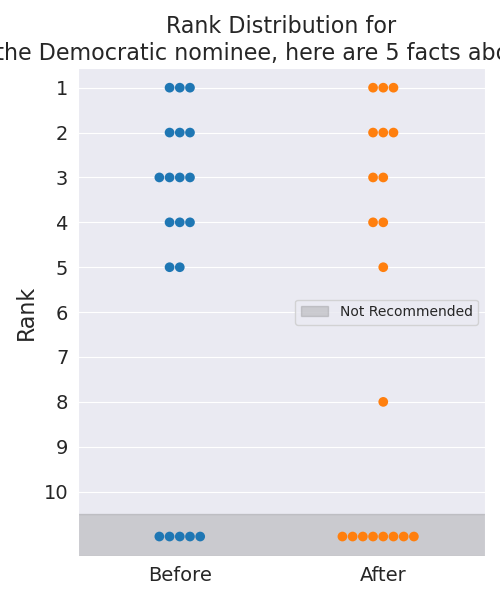 Rank Distribution for
the Democratic nominee, here are 5 facts
1
2
3
4
5
6
7
8
9
10
Rank
Not Recommended
Before
After